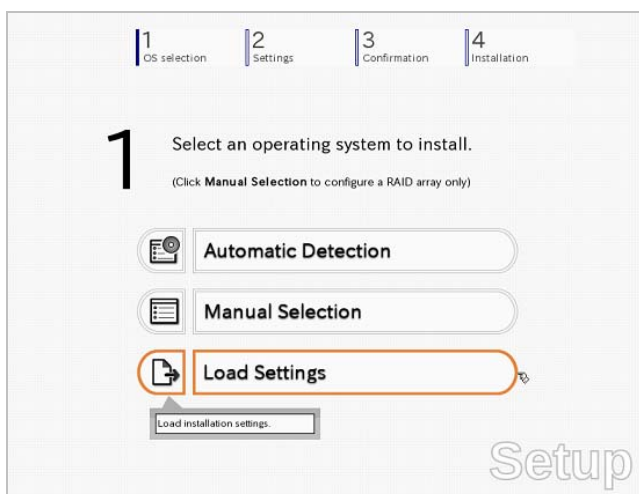 1 2 3 4
OS selection Settings Confirmation Installation
1 Select an operating system to install.
(Click Manual Selection to configure a RAID array only)
Automatic Detection
Manual Selection
Load Settings
Load installation settings.
Setup